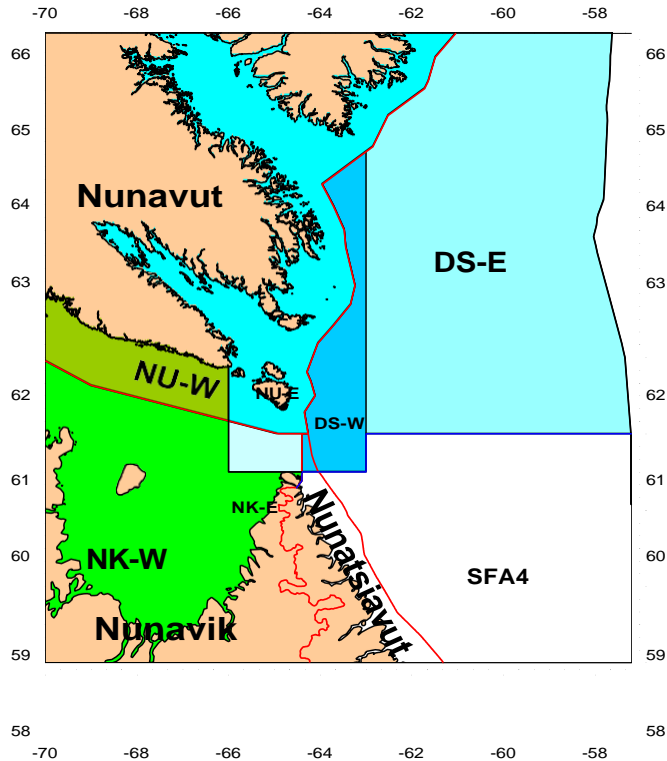 -70 -68 -66 -64 -62 -60 -58
66 66
65 65
Nunavut
64 64
DS-E
63 63
NU-W
NU-E
62 62
DS-W
61 61
NK-E
60 60
NK-W
SFA4
Nunatsiavut
Nunavik
59 59
58 58
-70 -68 -66 -64 -62 -60 -58